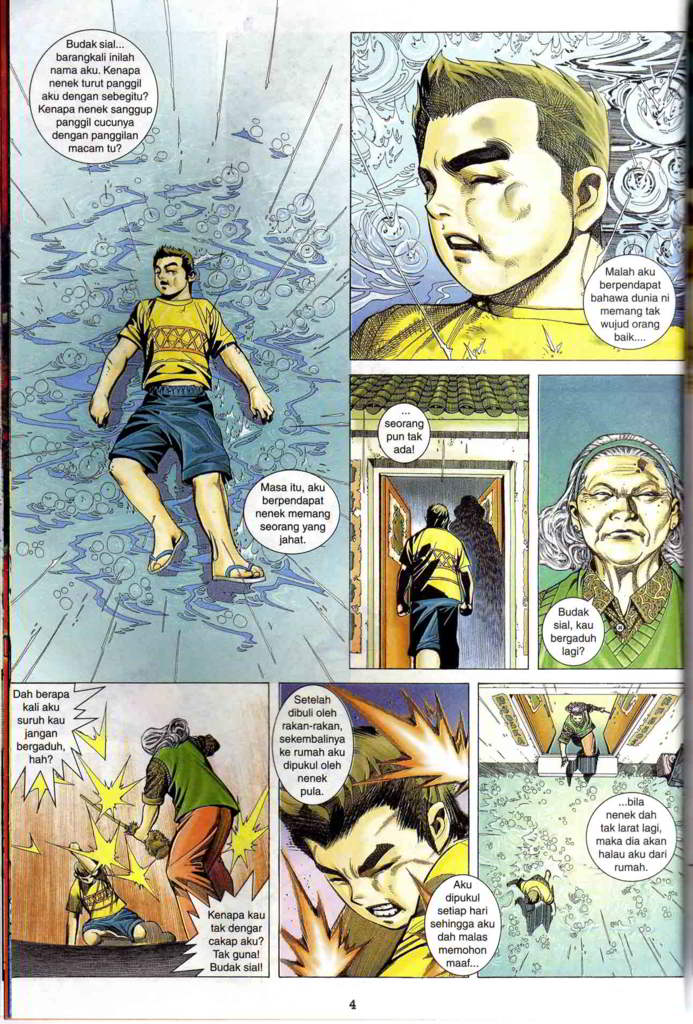 Budak sial...
barangkali inilah
nama aku. Kenapa
nenek turut panggil
aku dengan sebegitu?
Kenapa nenek sanggup
panggil cucunya
dengan panggilan
macam tu?
Malah aku
berpendapat
bahawa dunia ni
memang tak
wujud orang
baik....
Masa itu, aku
berpendapat
nenek memang
seorang yang
jahat.
...
seorang
pun tak
ada!
Budak
sial, kau
bergaduh
lagi?
Dah berapa
kali aku
suruh kau
jangan
bergaduh,
hah?
Kenapa kau
tak dengar
cakap aku?
Tak guna!
Budak sial!
Setelah
dibuli oleh
rakan-rakan,
sekembalinya
ke rumah aku
dipukul oleh
nenek
pula.
Aku
dipukul
setiap hari
sehingga aku
dah malas
memohon
maaf...
...bila
nenek dah
tak larat lagi,
maka dia akan
halau aku dari
rumah.
4